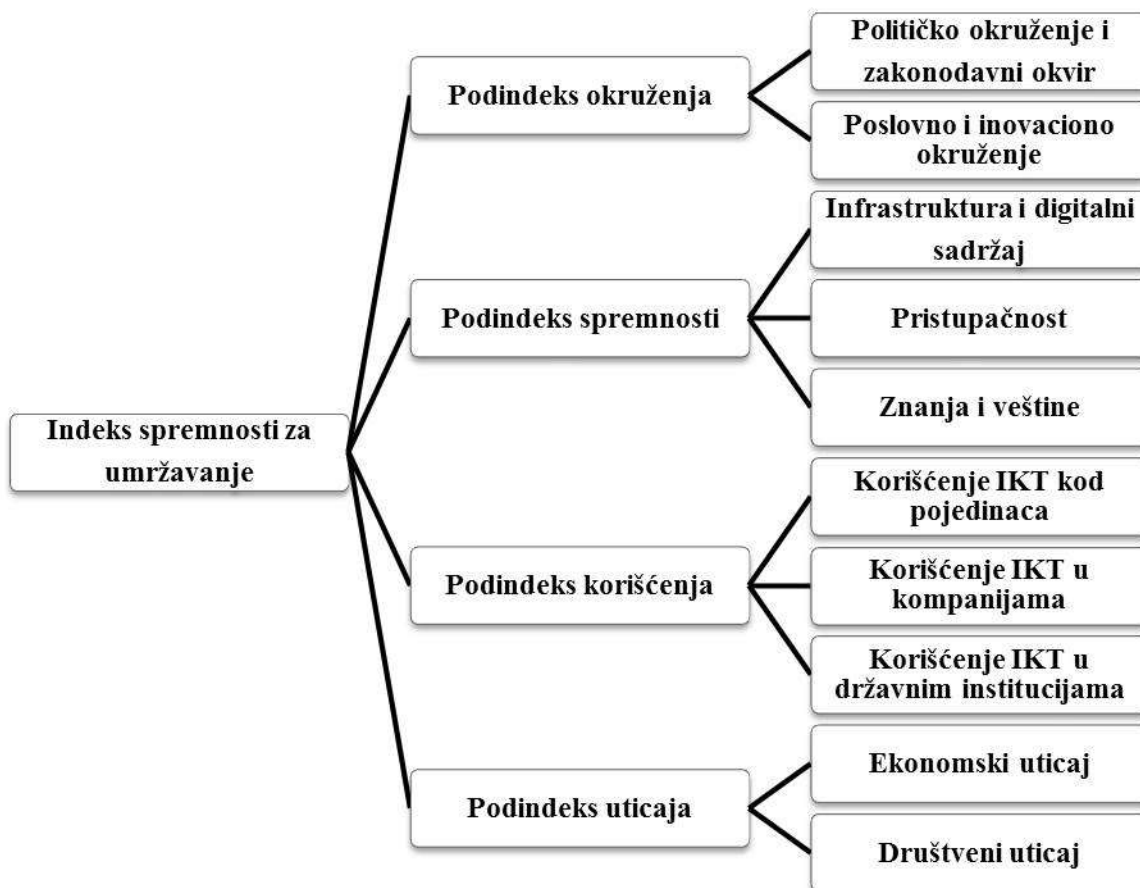 Indeks spremnosti za
umržavanje
Podindeks okruženja
Političko okruženje i
zakonodavni okvir
Poslovno i inovaciono
okruženje
Podindeks spremnosti
Infrastruktura i digitalni
sadržaj
Pristupačnost
Znanja i veštine
Podindeks korišćenja
Korišćenje IKT kod
pojedinaca
Korišćenje IKT u
kompanijama
Korišćenje IKT u
državnim institucijama
Podindeks uticaja
Ekonomski uticaj
Društveni uticaj